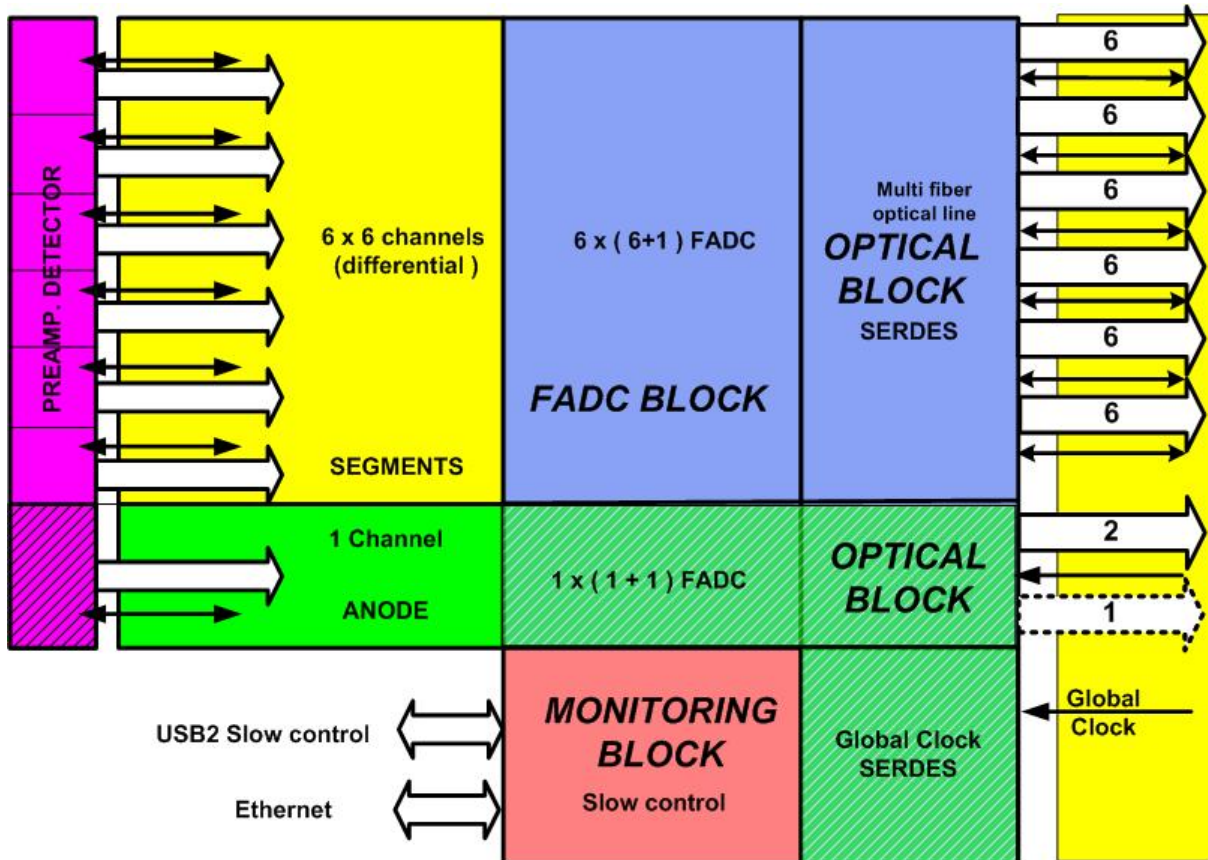 PREAMP. DETECTOR
6 x 6 channels
(differential )
SEGMENTS
6 x ( 6+1 ) FADC
FADC BLOCK
Multi fiber
optical line
OPTICAL
BLOCK
SERDES
6
6
6
6
6
6
1 Channel
ANODE
1 x ( 1 + 1 ) FADC
OPTICAL
BLOCK
2
1
USB2 Slow control
Ethernet
MONITORING
BLOCK
Slow control
Global Clock
SERDES
Global
Clock